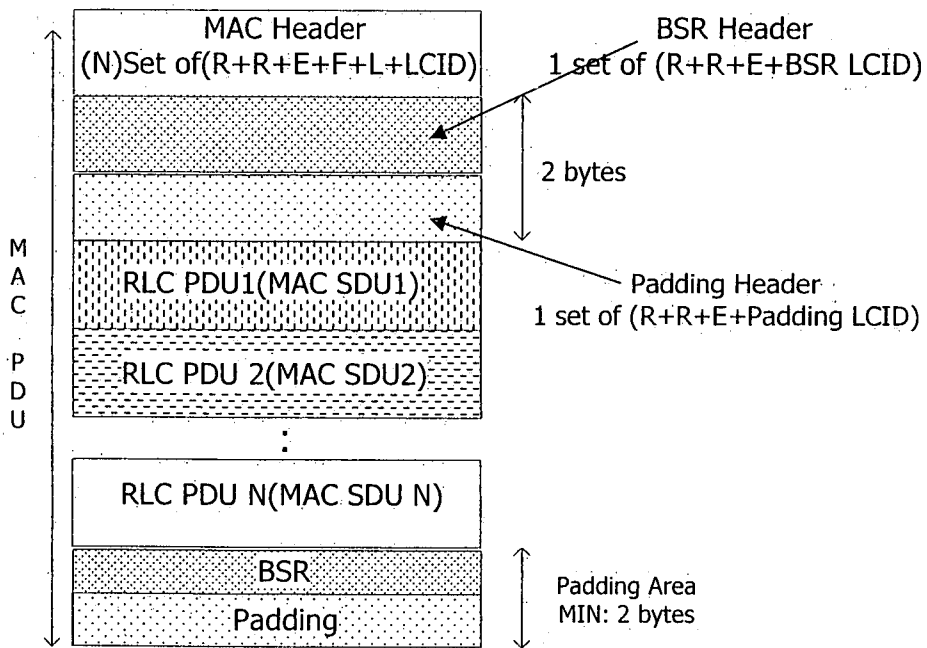 MAC Header
(N)Set of(R+R+E+F+L+LCID)
BSR Header
1 set of (R+R+E+BSR LCID)
2 bytes
MAC PDU
RLC PDU1(MAC SDU1)
Padding Header
1 set of (R+R+E+Padding LCID)
RLC PDU 2(MAC SDU2)
:
RLC PDU N(MAC SDU N)
BSR
Padding
Padding Area
MIN: 2 bytes